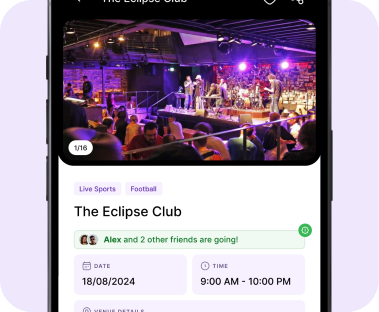 The Eclipse Club
1/16
Live Sports Football
The Eclipse Club
Alex and 2 other friends are going!
DATE
18/08/2024
TIME
9:00 AM - 10:00 PM
VENUE DETAILS